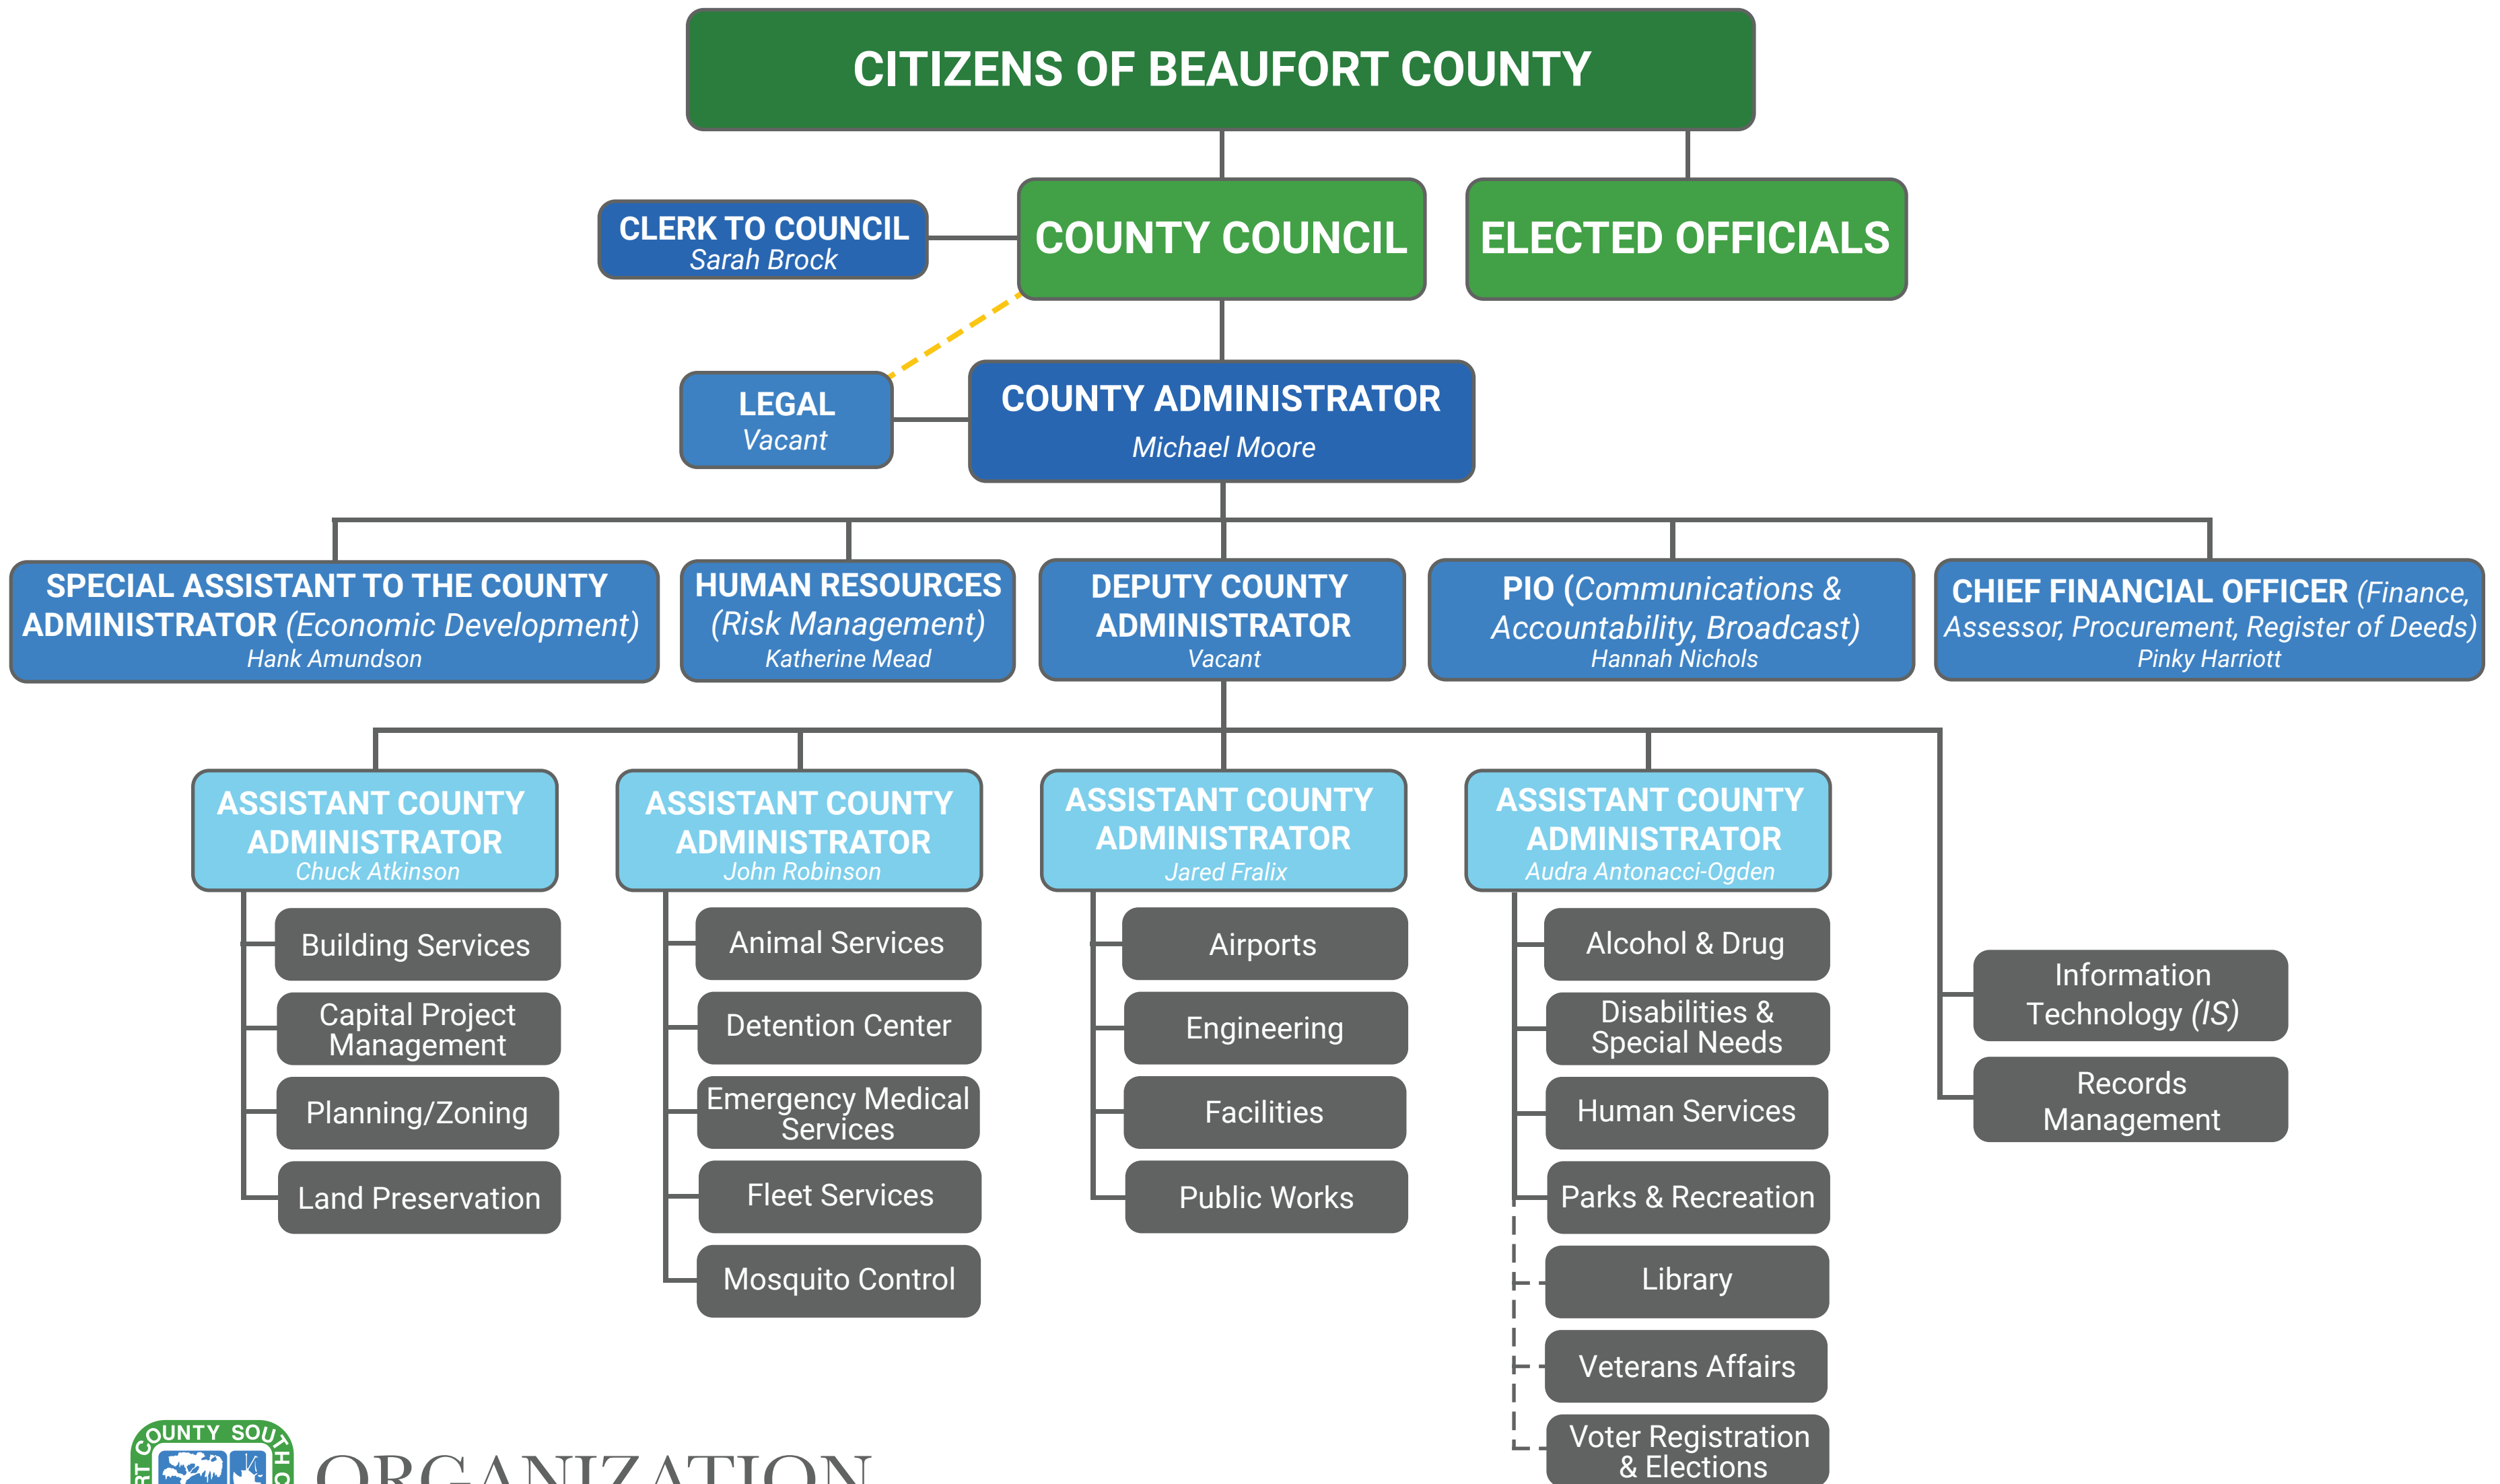 CITIZENS OF BEAUFORT COUNTY
CLERK TO COUNCIL
Sarah Brock
COUNTY COUNCIL
ELECTED OFFICIALS
LEGAL
Vacant
COUNTY ADMINISTRATOR
Michael Moore
SPECIAL ASSISTANT TO THE COUNTY
ADMINISTRATOR (Economic Development)
Hank Amundson
HUMAN RESOURCES
(Risk Management)
Katherine Mead
DEPUTY COUNTY
ADMINISTRATOR
Vacant
PIO (Communications &
Accountability, Broadcast)
Hannah Nichols
CHIEF FINANCIAL OFFICER (Finance,
Assessor, Procurement, Register of Deeds)
Pinky Harriott
ASSISTANT COUNTY
ADMINISTRATOR
Chuck Atkinson
Building Services
Capital Project
Management
Planning/Zoning
Land Preservation
ASSISTANT COUNTY
ADMINISTRATOR
John Robinson
Animal Services
Detention Center
Emergency Medical
Services
Fleet Services
Mosquito Control
ASSISTANT COUNTY
ADMINISTRATOR
Jared Fralix
Airports
Engineering
Facilities
Public Works
ASSISTANT COUNTY
ADMINISTRATOR
Audra Antonacci-Ogden
Alcohol & Drug
Disabilities &
Special Needs
Human Services
Parks & Recreation
Library
Veterans Affairs
Voter Registration
& Elections
Information
Technology (IS)
Records
Management
COUNTY SOUTH
ORGANIZATION